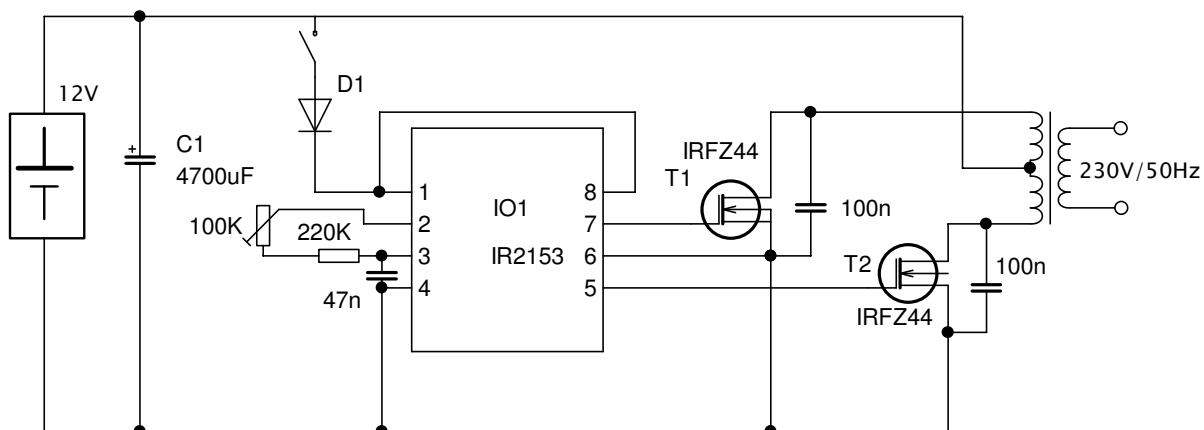 12V
+
C1
4700uF
D1
100K
220K
47n
1
2
3
4
IO1
IR2153
8
7
6
5
IRFZ44
T1
100n
T2
IRFZ44
100n
230V/50Hz